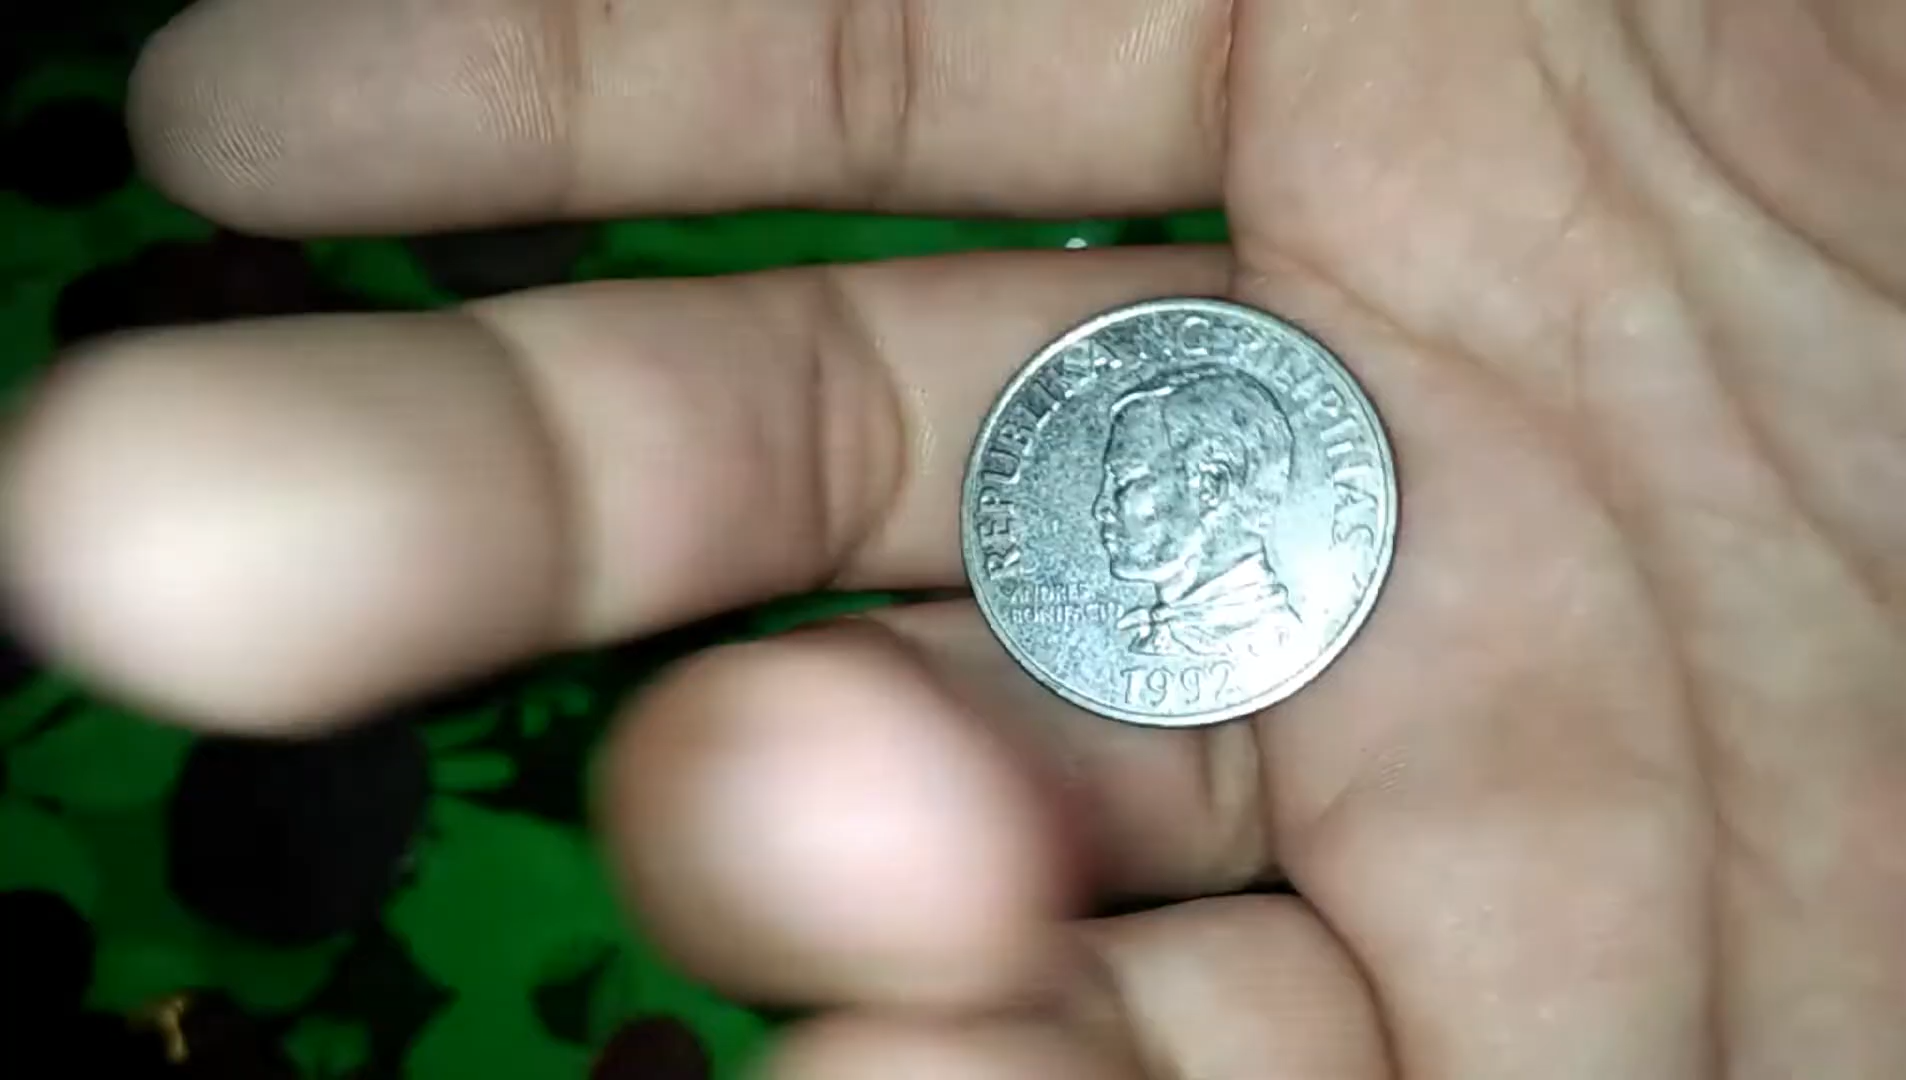 REPUBLIKA NG PILIPINAS
ANDRES
BONIFACIO
1992